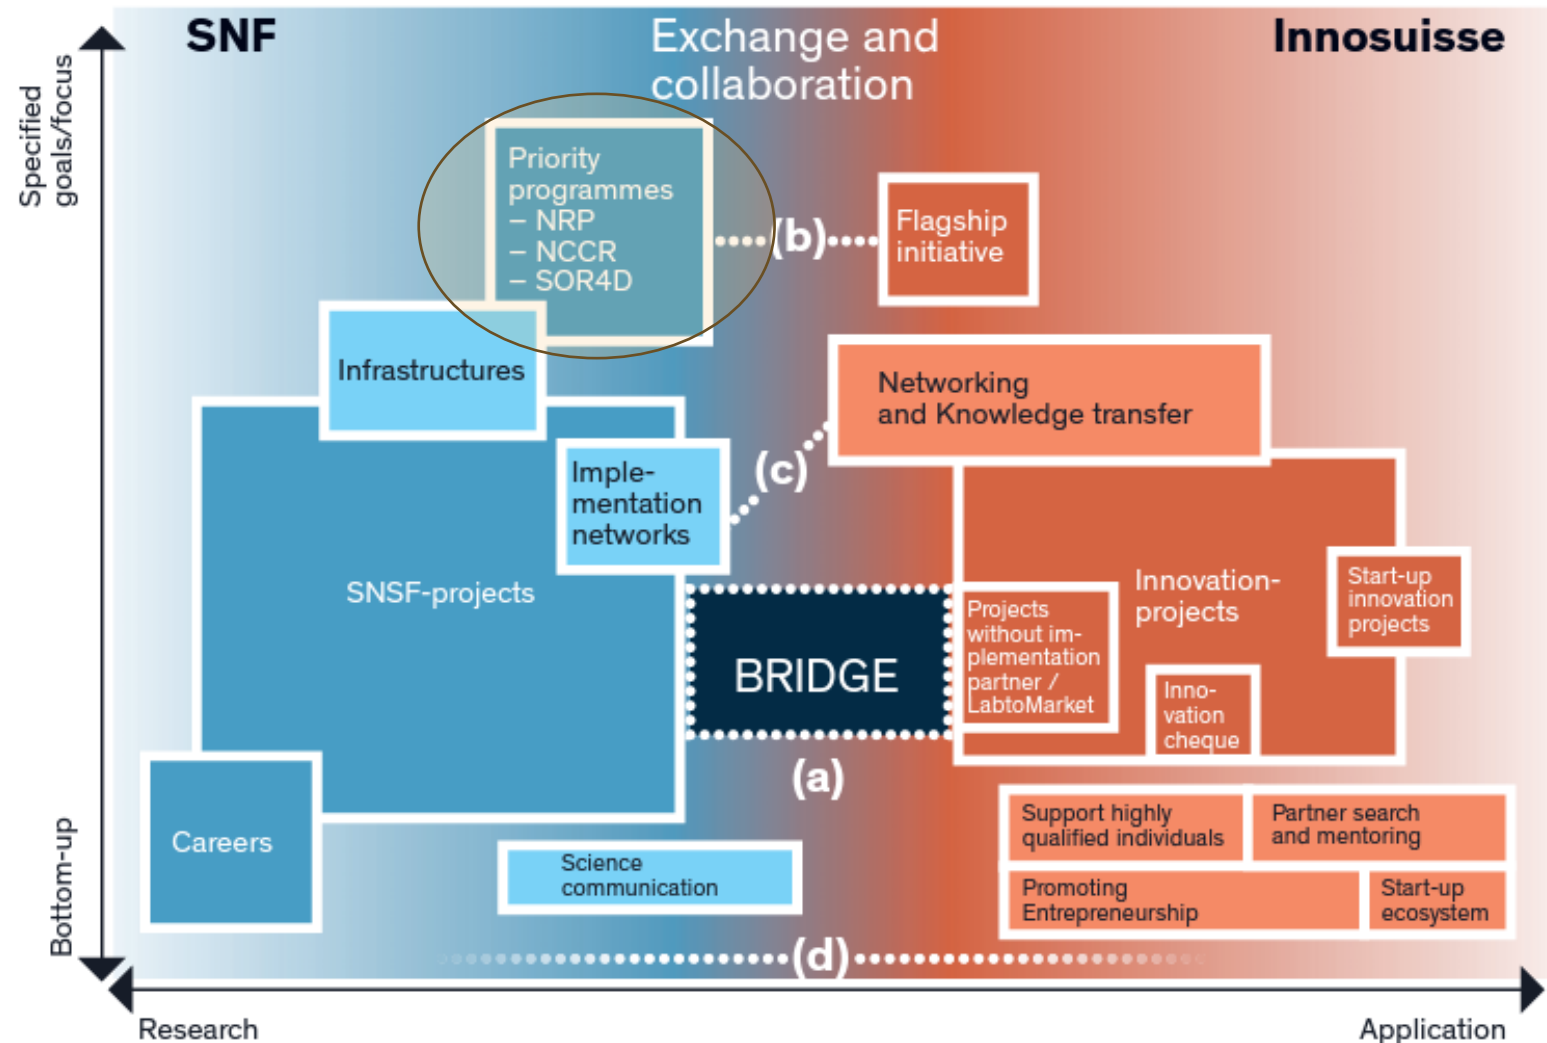 SNF
Exchange and
collaboration
Innosuisse
Specified
goals/focus
Priority
programmes
– NRP
– NCCR
– SOR4D
(b)
Flagship
initiative
Infrastructures
Networking
and Knowledge transfer
Imple-
mentation
networks
(c)
SNSF-projects
BRIDGE
(a)
Projects
without im-
plementation
partner /
LabtoMarket
Innovation-
projects
Start-up
innovation
projects
Inno-
vation
cheque
Careers
Science
communication
Support highly
qualified individuals
Partner search
and mentoring
Promoting
Entrepreneurship
Start-up
ecosystem
(d)
Bottom-up
Research
Application